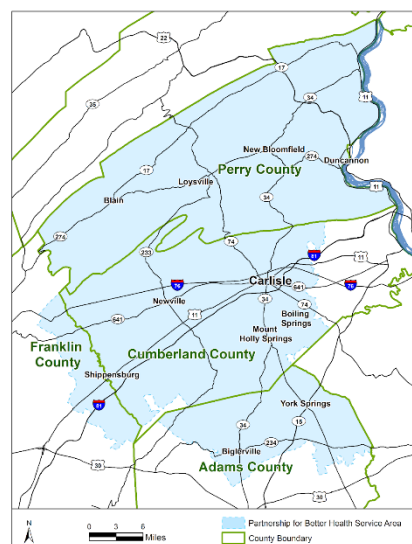 22
17
35
11
34
New Bloomfield
274
Duncannon
17
Loysville
Perry County
34
11
Blain
274
233
74
81
11
76
Carlisle
641
76
Newville
34
74
11
Boiling
Springs
641
Mount
Holly Springs
Franklin
County
Cumberland County
Shippensburg
81
York Springs
34
15
234
Biglerville
30
Adams County
30
N
0 3 6
Miles
Partnership for Better Health Service Area
County Boundary